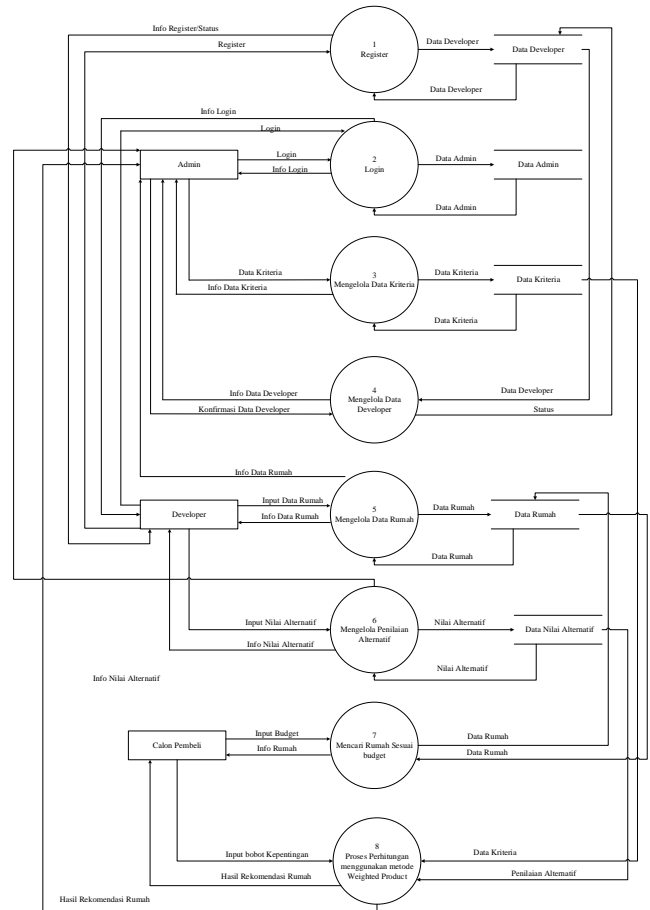 Info Register/Status
Register
1
Register
Data Developer
Data Developer
Data Developer
Info Login
Login
Admin
Login
Info Login
2
Login
Data Admin
Data Admin
Data Admin
Data Kriteria
Info Data Kriteria
3
Mengelola Data Kriteria
Data Kriteria
Data Kriteria
Data Kriteria
Info Data Developer
Konfirmasi Data Developer
4
Mengelola Data
Developer
Data Developer
Status
Info Data Rumah
Developer
Input Data Rumah
Info Data Rumah
5
Mengelola Data Rumah
Data Rumah
Data Rumah
Data Rumah
Input Nilai Alternatif
Info Nilai Alternatif
6
Mengelola Penilaian
Alternatif
Nilai Alternatif
Data Nilai Alternatif
Nilai Alternatif
Info Nilai Alternatif
Calon Pembeli
Input Budget
Info Rumah
7
Mencari Rumah Sesuai
budget
Data Rumah
Data Rumah
Input bobot Kepentingan
Hasil Rekomendasi Rumah
8
Proses Perhitungan
menggunakan metode
Weighted Product
Data Kriteria
Penilaian Alternatif
Hasil Rekomendasi Rumah